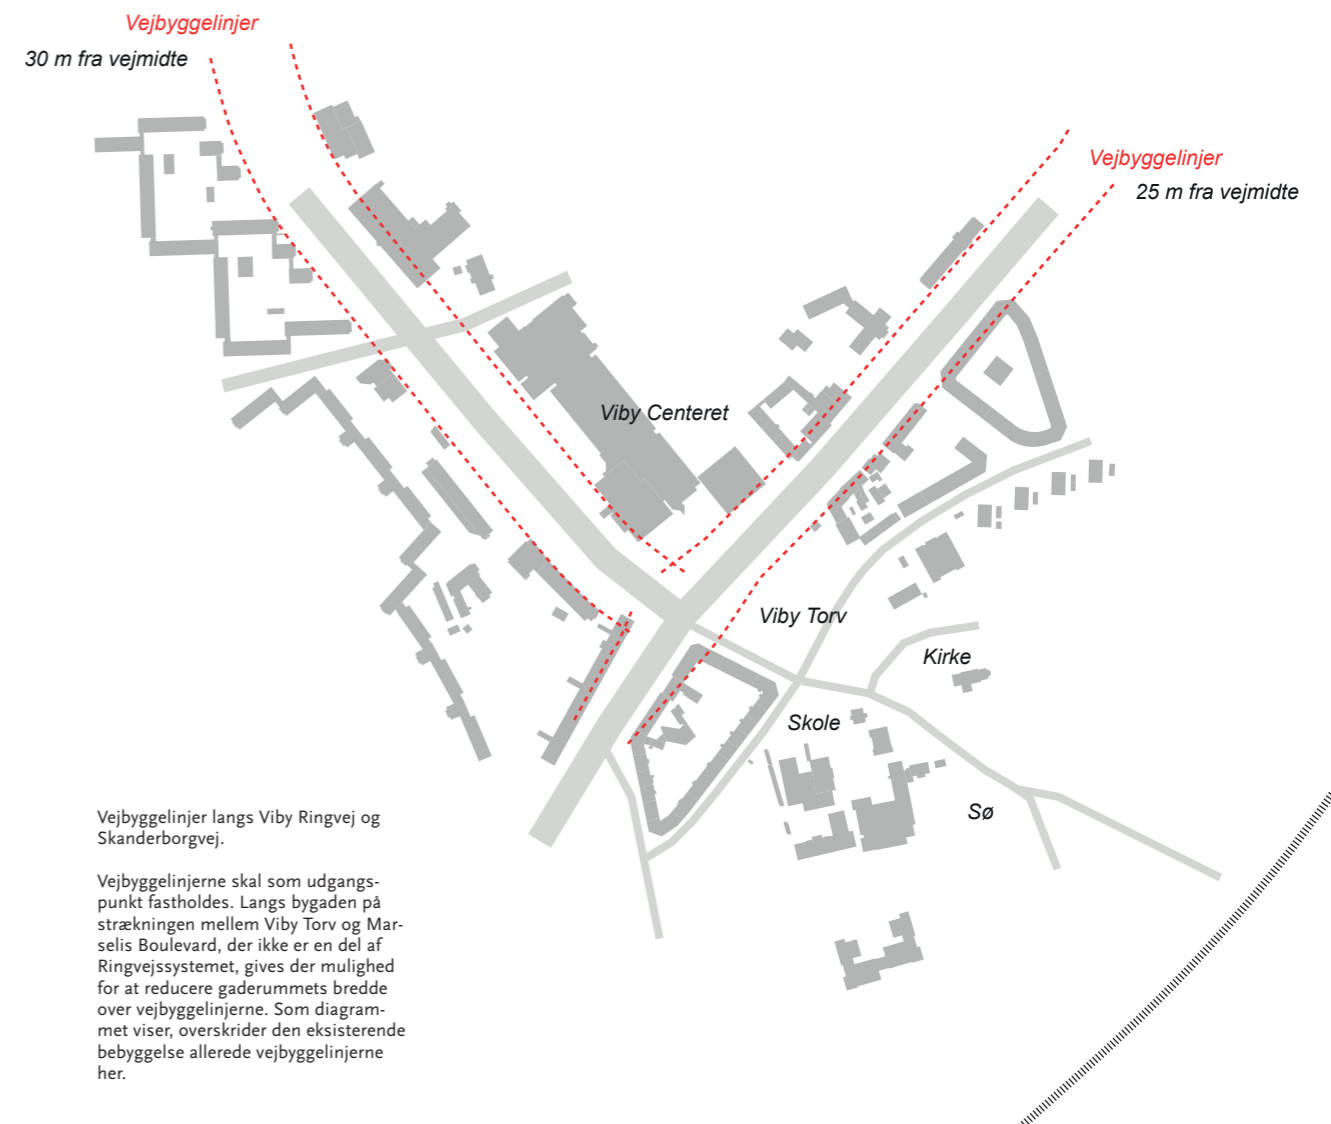 Vejbyggelinjer
30 m fra vejmidte
Vejbyggelinjer
25 m fra vejmidte
Viby Centeret
Viby Torv
Kirke
Skole
Sø
Vejbyggelinjer langs Viby Ringvej og
Skanderborgvej.
Vejbyggelinjerne skal som udgangs-
punkt fastholdes. Langs bygaden på
strækningen mellem Viby Torv og Mar-
selis Boulevard, der ikke er en del af
Ringvejssystemet, gives der mulighed
for at reducere gaderummets bredde
over vejbyggelinjerne. Som diagram-
met viser, overskrider den eksisterende
bebyggelse allerede vejbyggelinjerne
her.